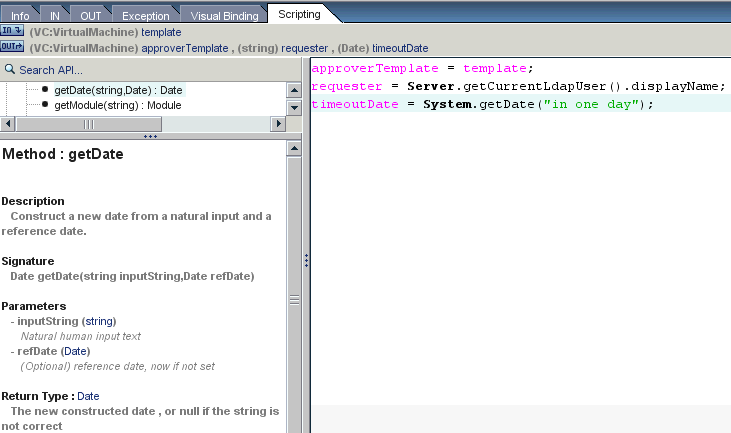 Info IN OUT Exception Visual Binding Scripting
IN (VC:VirtualMachine) template
OUT (VC:VirtualMachine) approverTemplate , (string) requester , (Date) timeoutDate
Search API...
getDate(string,Date) : Date
getModule(string) : Module
Method : getDate
Description
Construct a new date from a natural input and a
reference date.
Signature
Date getDate(string inputString,Date refDate)
Parameters
- inputString (string)
Natural human input text
- refDate (Date)
(Optional) reference date, now if not set
Return Type : Date
The new constructed date , or null if the string is
not correct
approverTemplate = template;
requester = Server.getCurrentLdapUser().displayName;
timeoutDate = System.getDate("in one day");